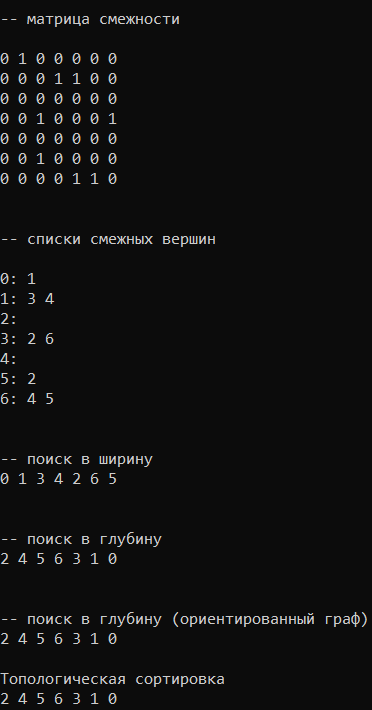 -- матрица смежности
0 1 0 0 0 0 0
0 0 0 1 1 0 0
0 0 0 0 0 0 0
0 0 1 0 0 0 1
0 0 0 0 0 0 0
0 0 1 0 0 0 0
0 0 0 0 1 1 0
-- списки смежных вершин
0: 1
1: 3 4
2:
3: 2 6
4:
5: 2
6: 4 5
-- поиск в ширину
0 1 3 4 2 6 5
-- поиск в глубину
2 4 5 6 3 1 0
-- поиск в глубину (ориентированный граф)
2 4 5 6 3 1 0
Топологическая сортировка
2 4 5 6 3 1 0